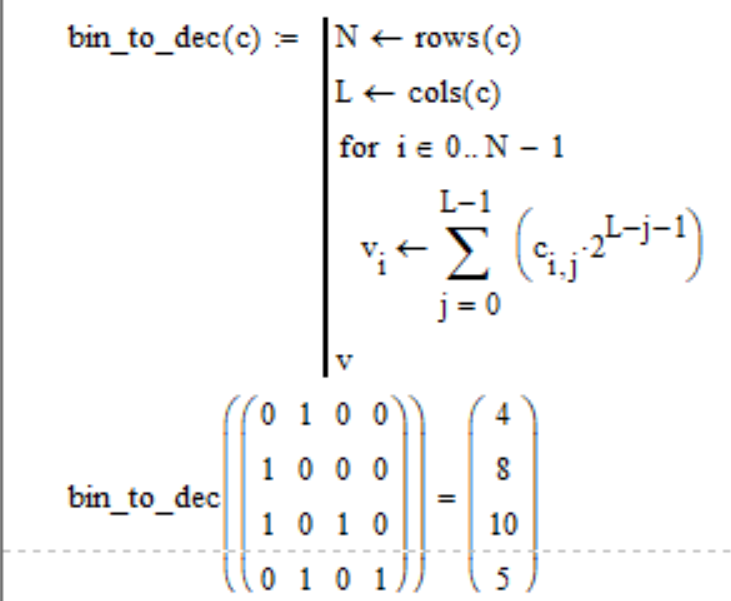 bin_to_dec(c) := N ← rows(c)
L ← cols(c)
for i ∈ 0.. N − 1
v_i ← ∑_{j = 0}^{L−1} (c_{i,j}·2^{L−j−1})
v
bin_to_dec((0 1 0 0
1 0 0 0
1 0 1 0
0 1 0 1)) = (4
8
10
5)